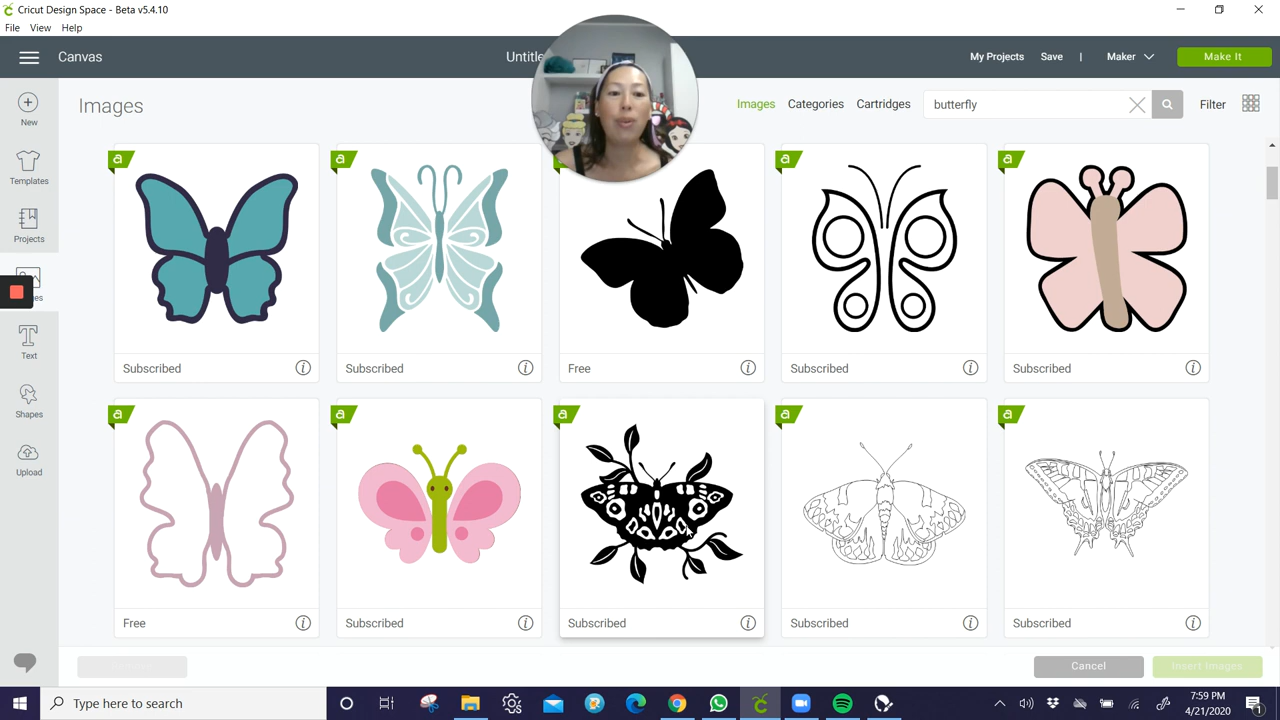 Cricut Design Space - Beta v5.4.10
File View Help
Canvas
My Projects Save | Maker Make It
New
Templates
Projects
Text
Shapes
Upload
Images
Images Categories Cartridges
butterfly
Filter
a a a a
Subscribed Subscribed Free Subscribed Subscribed
a a a a a
Free Subscribed Subscribed Subscribed Subscribed
Cancel Insert Images
Type here to search
7:59 PM
4/21/2020
1